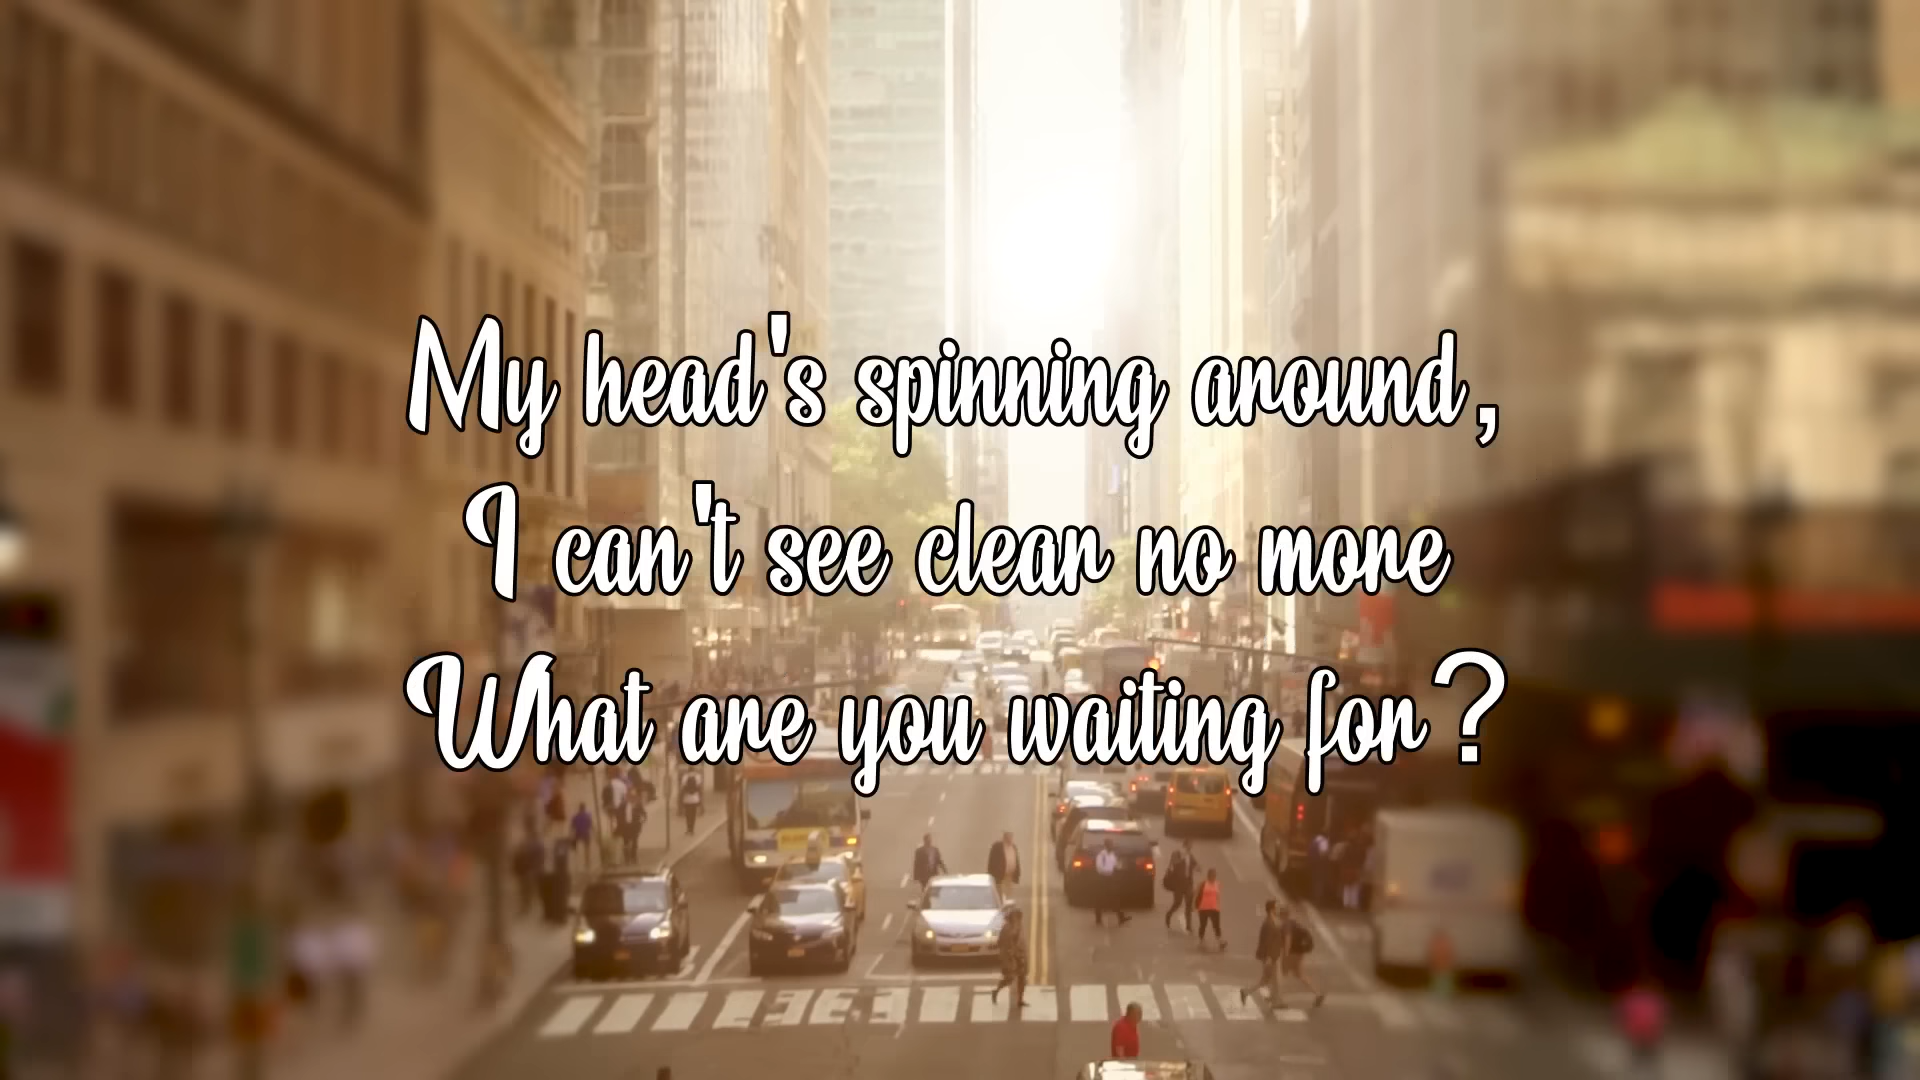 My head's spinning around,
I can't see clear no more
What are you waiting for?